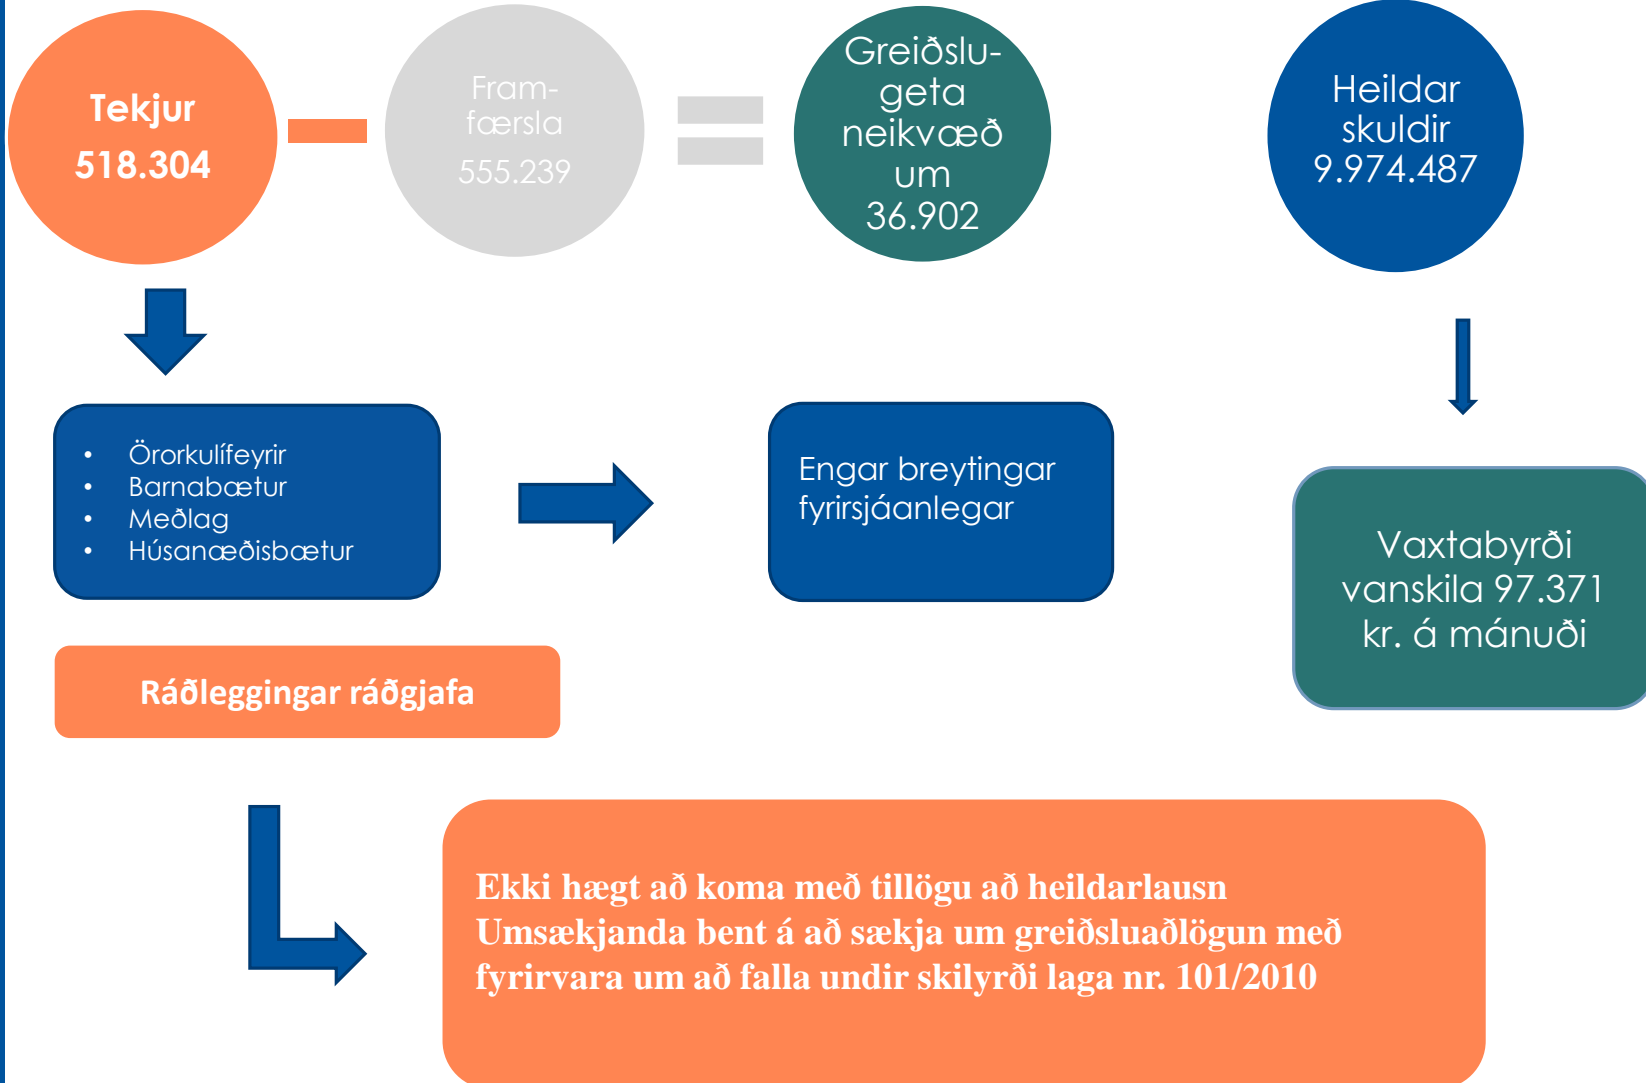 Tekjur
518.304
Fram-
færsla
555.239
Greiðslu-
geta
neikvæð
um
36.902
Heildar
skuldir
9.974.487
• Örorkulífeyrir
• Barnabætur
• Meðlag
• Húsanæðisbætur
Engar breytingar
fyrirsjáanlegar
Vaxtabyrði
vanskila 97.371
kr. á mánuði
Ráðleggingar ráðgjafa
Ekki hægt að koma með tillögu að heildarlausn
Umsækjanda bent á að sækja um greiðsluaðlögun með
fyrirvara um að falla undir skilyrði laga nr. 101/2010